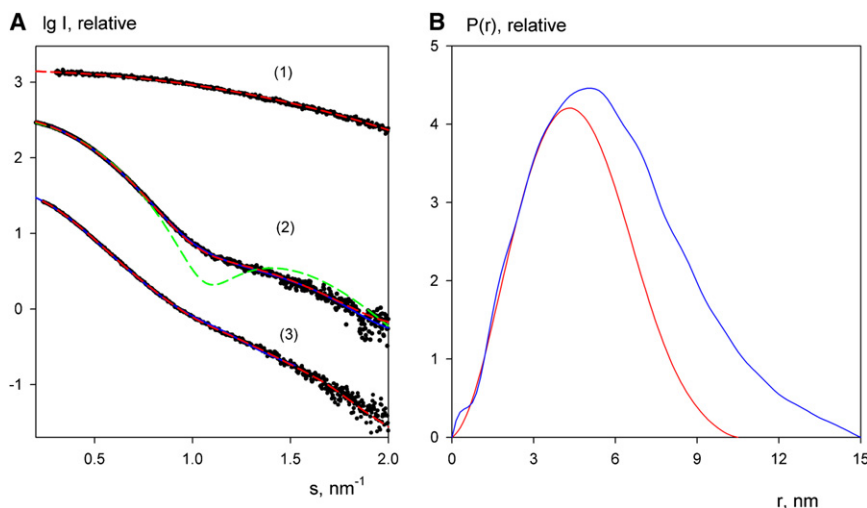 A lg I, relative
3
2
1
0
-1
(1)
(2)
(3)
0.5 1.0 1.5 2.0
s, nm-1
B P(r), relative
5
4
3
2
1
0
0 3 6 9 12 15
r, nm